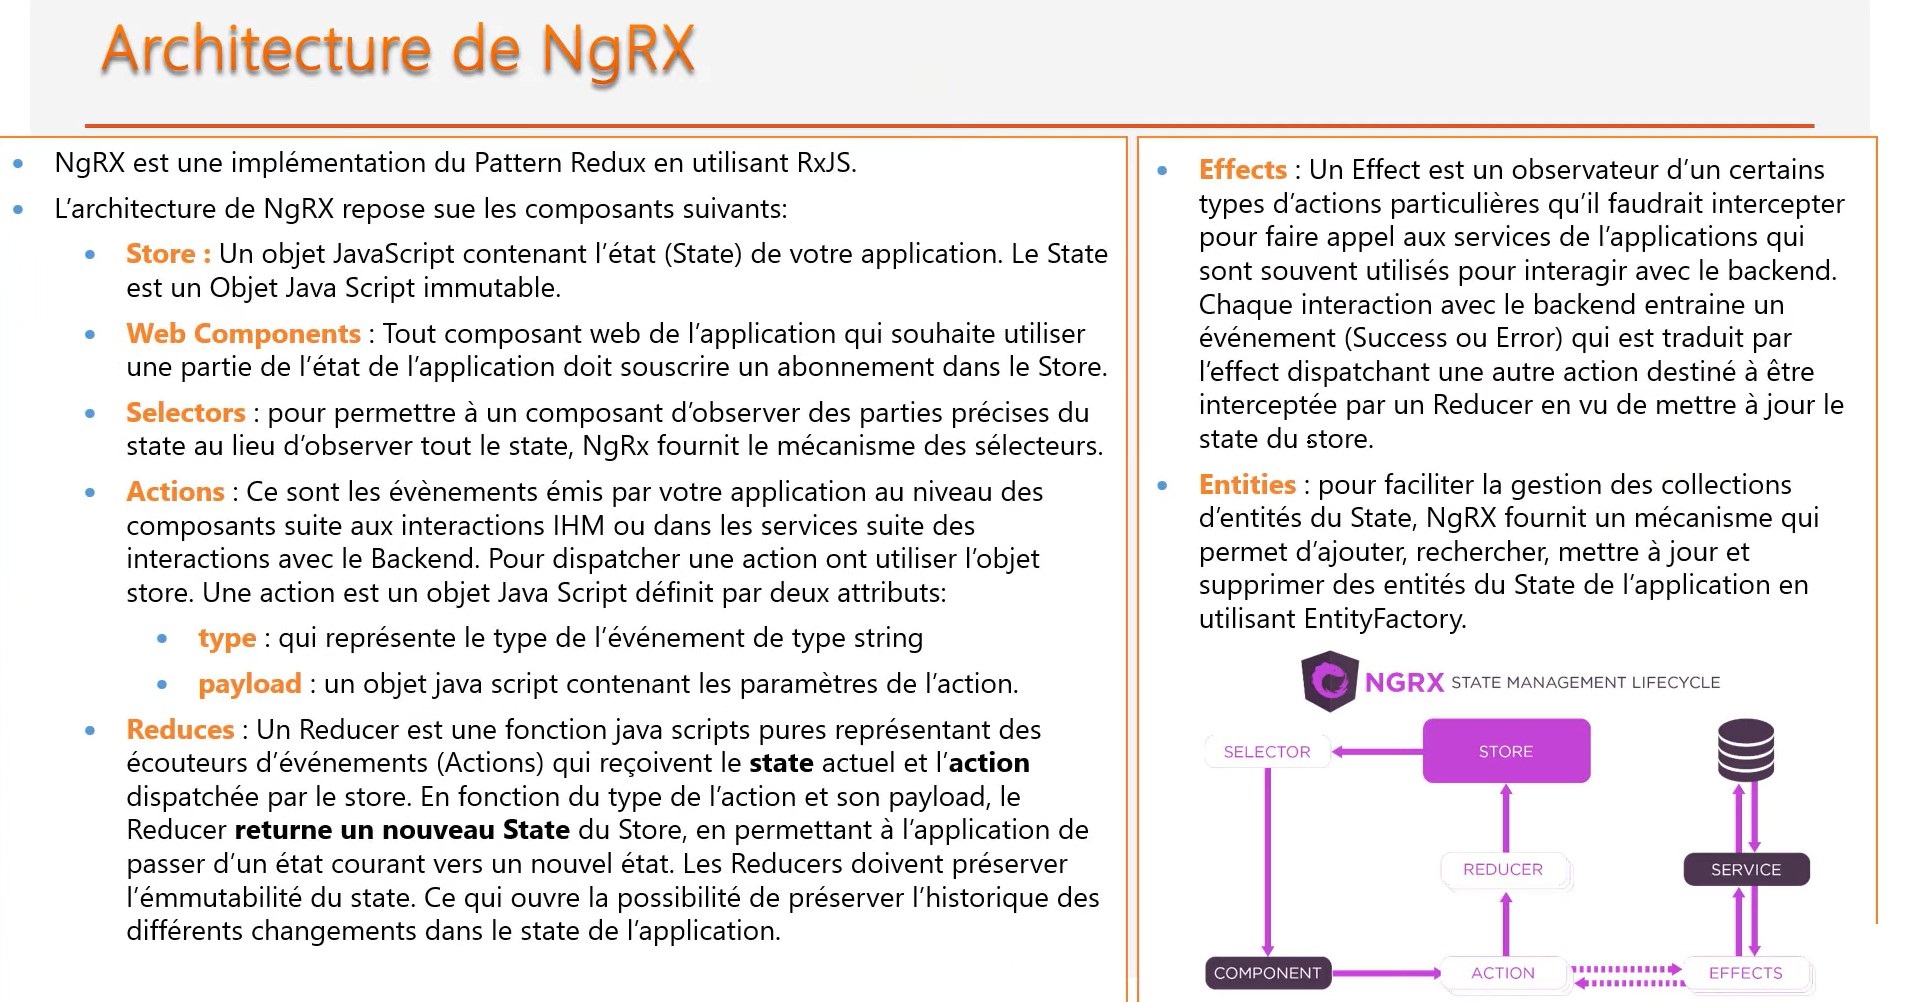 Architecture de NgRX
NgRX est une implémentation du Pattern Redux en utilisant RxJS.
L'architecture de NgRX repose sue les composants suivants:
Store : Un objet JavaScript contenant l'état (State) de votre application. Le State
est un Objet Java Script immutable.
Web Components : Tout composant web de l'application qui souhaite utiliser
une partie de l'état de l'application doit souscrire un abonnement dans le Store.
Selectors : pour permettre à un composant d'observer des parties précises du
state au lieu d'observer tout le state, NgRx fournit le mécanisme des sélecteurs.
Actions : Ce sont les évènements émis par votre application au niveau des
composants suite aux interactions IHM ou dans les services suite des
interactions avec le Backend. Pour dispatcher une action ont utiliser l'objet
store. Une action est un objet Java Script définit par deux attributs:
type : qui représente le type de l'événement de type string
payload : un objet java script contenant les paramètres de l'action.
Reduces : Un Reducer est une fonction java scripts pures représentant des
écouteurs d'événements (Actions) qui reçoivent le state actuel et l'action
dispatchée par le store. En fonction du type de l'action et son payload, le
Reducer returne un nouveau State du Store, en permettant à l'application de
passer d'un état courant vers un nouvel état. Les Reducers doivent préserver
l'émmutabilité du state. Ce qui ouvre la possibilité de préserver l'historique des
différents changements dans le state de l'application.
Effects : Un Effect est un observateur d'un certains
types d'actions particulières qu'il faudrait intercepter
pour faire appel aux services de l'applications qui
sont souvent utilisés pour interagir avec le backend.
Chaque interaction avec le backend entraine un
événement (Success ou Error) qui est traduit par
l'effect dispatchant une autre action destiné à être
interceptée par un Reducer en vu de mettre à jour le
state du store.
Entities : pour faciliter la gestion des collections
d'entités du State, NgRX fournit un mécanisme qui
permet d'ajouter, rechercher, mettre à jour et
supprimer des entités du State de l'application en
utilisant EntityFactory.
NGRX STATE MANAGEMENT LIFECYCLE
SELECTOR
STORE
REDUCER
SERVICE
COMPONENT
ACTION
EFFECTS